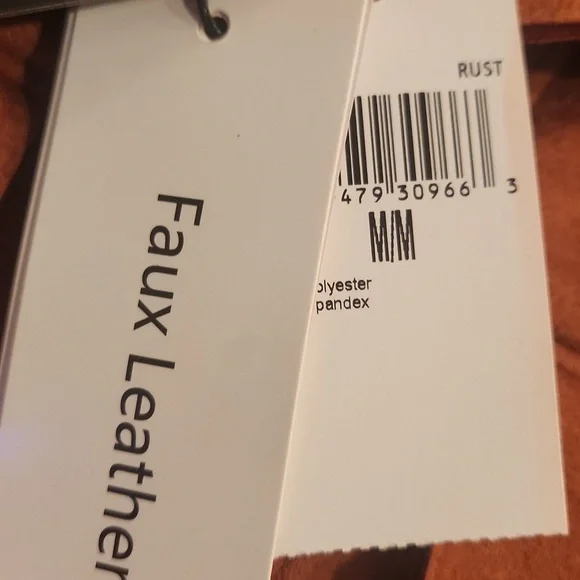 Faux Leather
RUST
479 30966 3
M/M
olyester
pandex